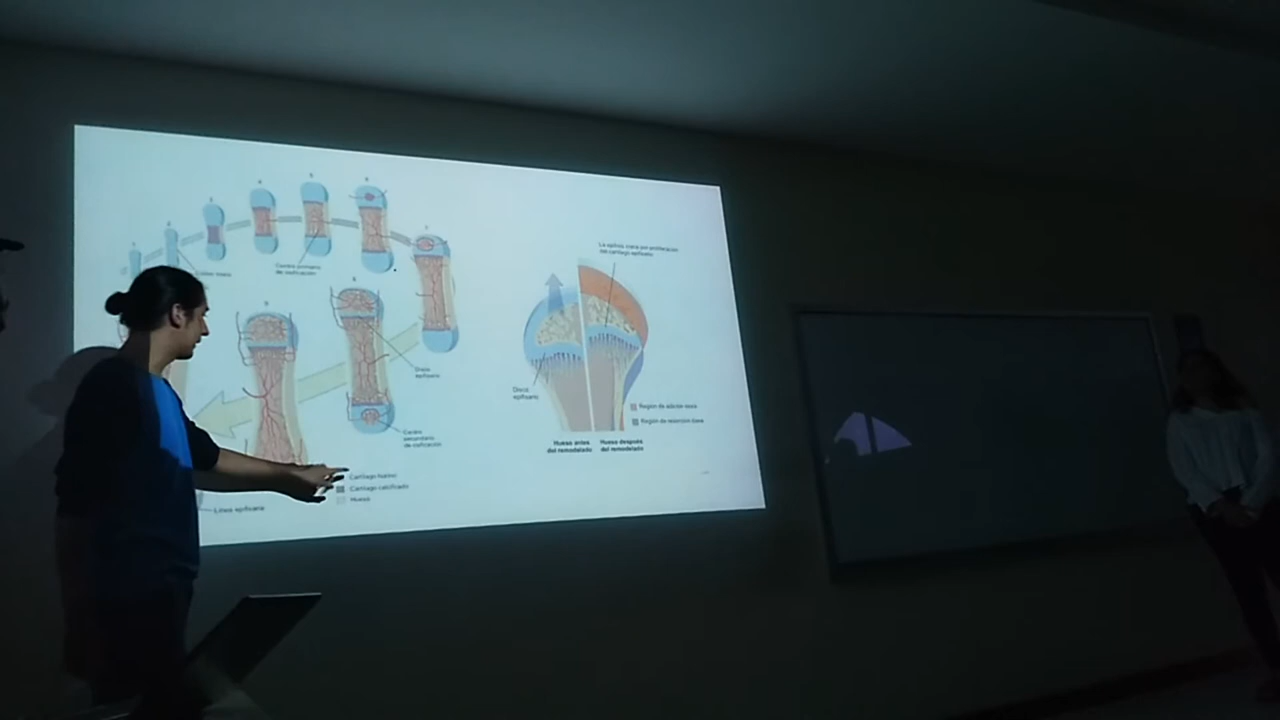 Centro primario
de osificación
La epífisis crece por proliferación
de cartílago epifisario
Disco
epifisario
Disco
epifisario
Región de adición ósea
Región de resorción ósea
Centro
secundario
de osificación
Hueso antes
del remodelado
Hueso después
del remodelado
Cartílago hialino
Cartílago calcificado
Hueso
Línea epifisaria